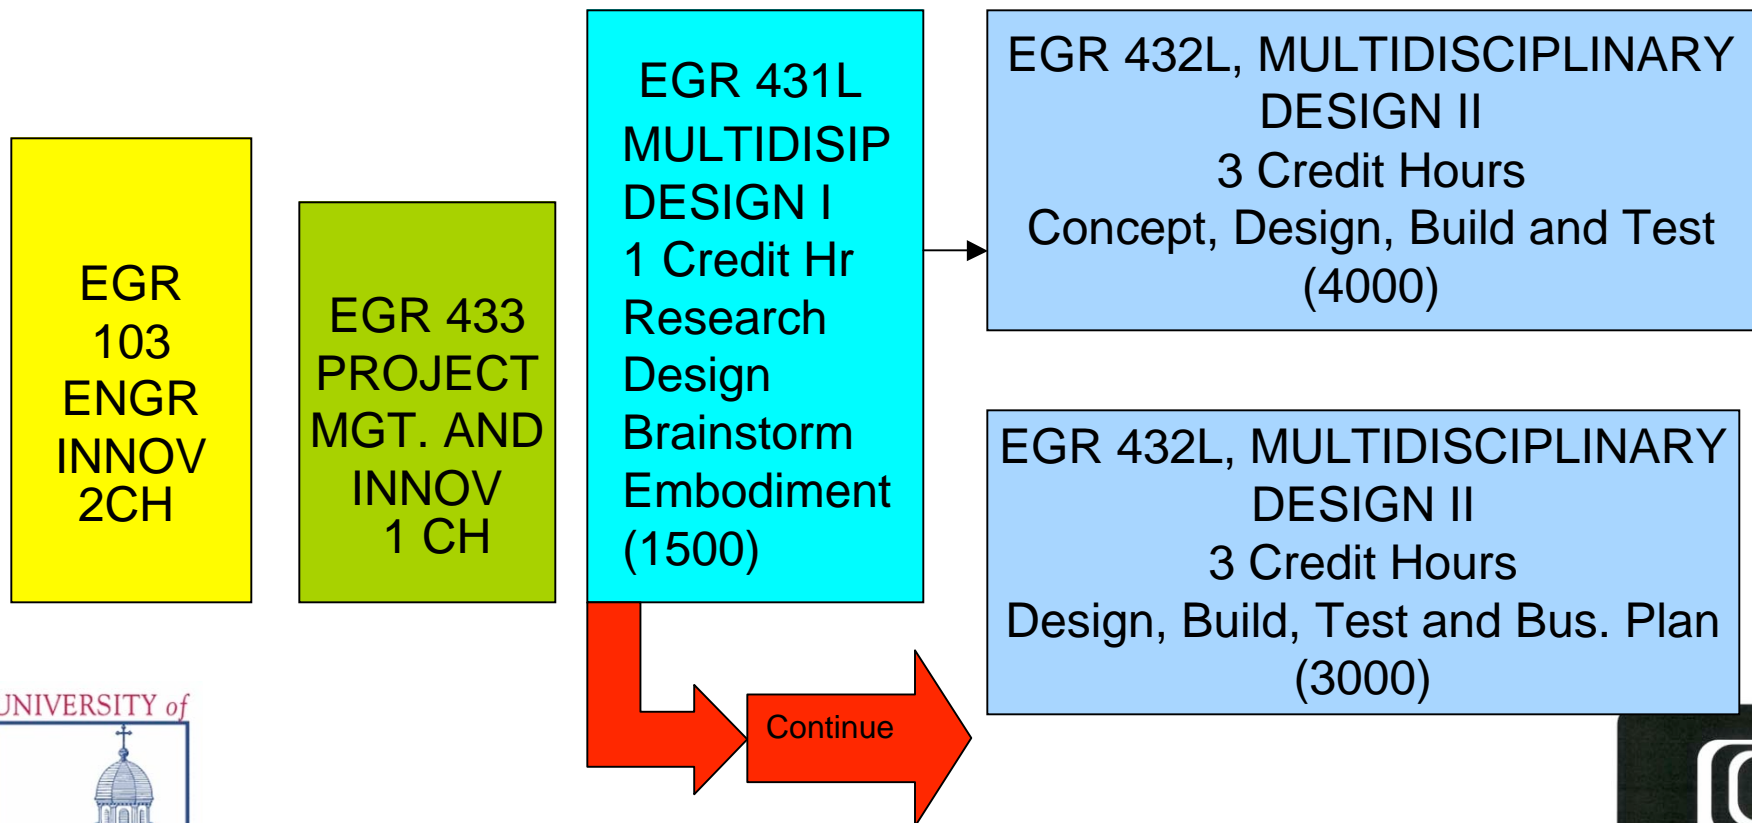 EGR
103
ENGR
INNOV
2CH
EGR 433
PROJECT
MGT. AND
INNOV
1 CH
EGR 431L
MULTIDISIP
DESIGN I
1 Credit Hr
Research
Design
Brainstorm
Embodiment
(1500)
EGR 432L, MULTIDISCIPLINARY
DESIGN II
3 Credit Hours
Concept, Design, Build and Test
(4000)
EGR 432L, MULTIDISCIPLINARY
DESIGN II
3 Credit Hours
Design, Build, Test and Bus. Plan
(3000)
Continue
UNIVERSITY of